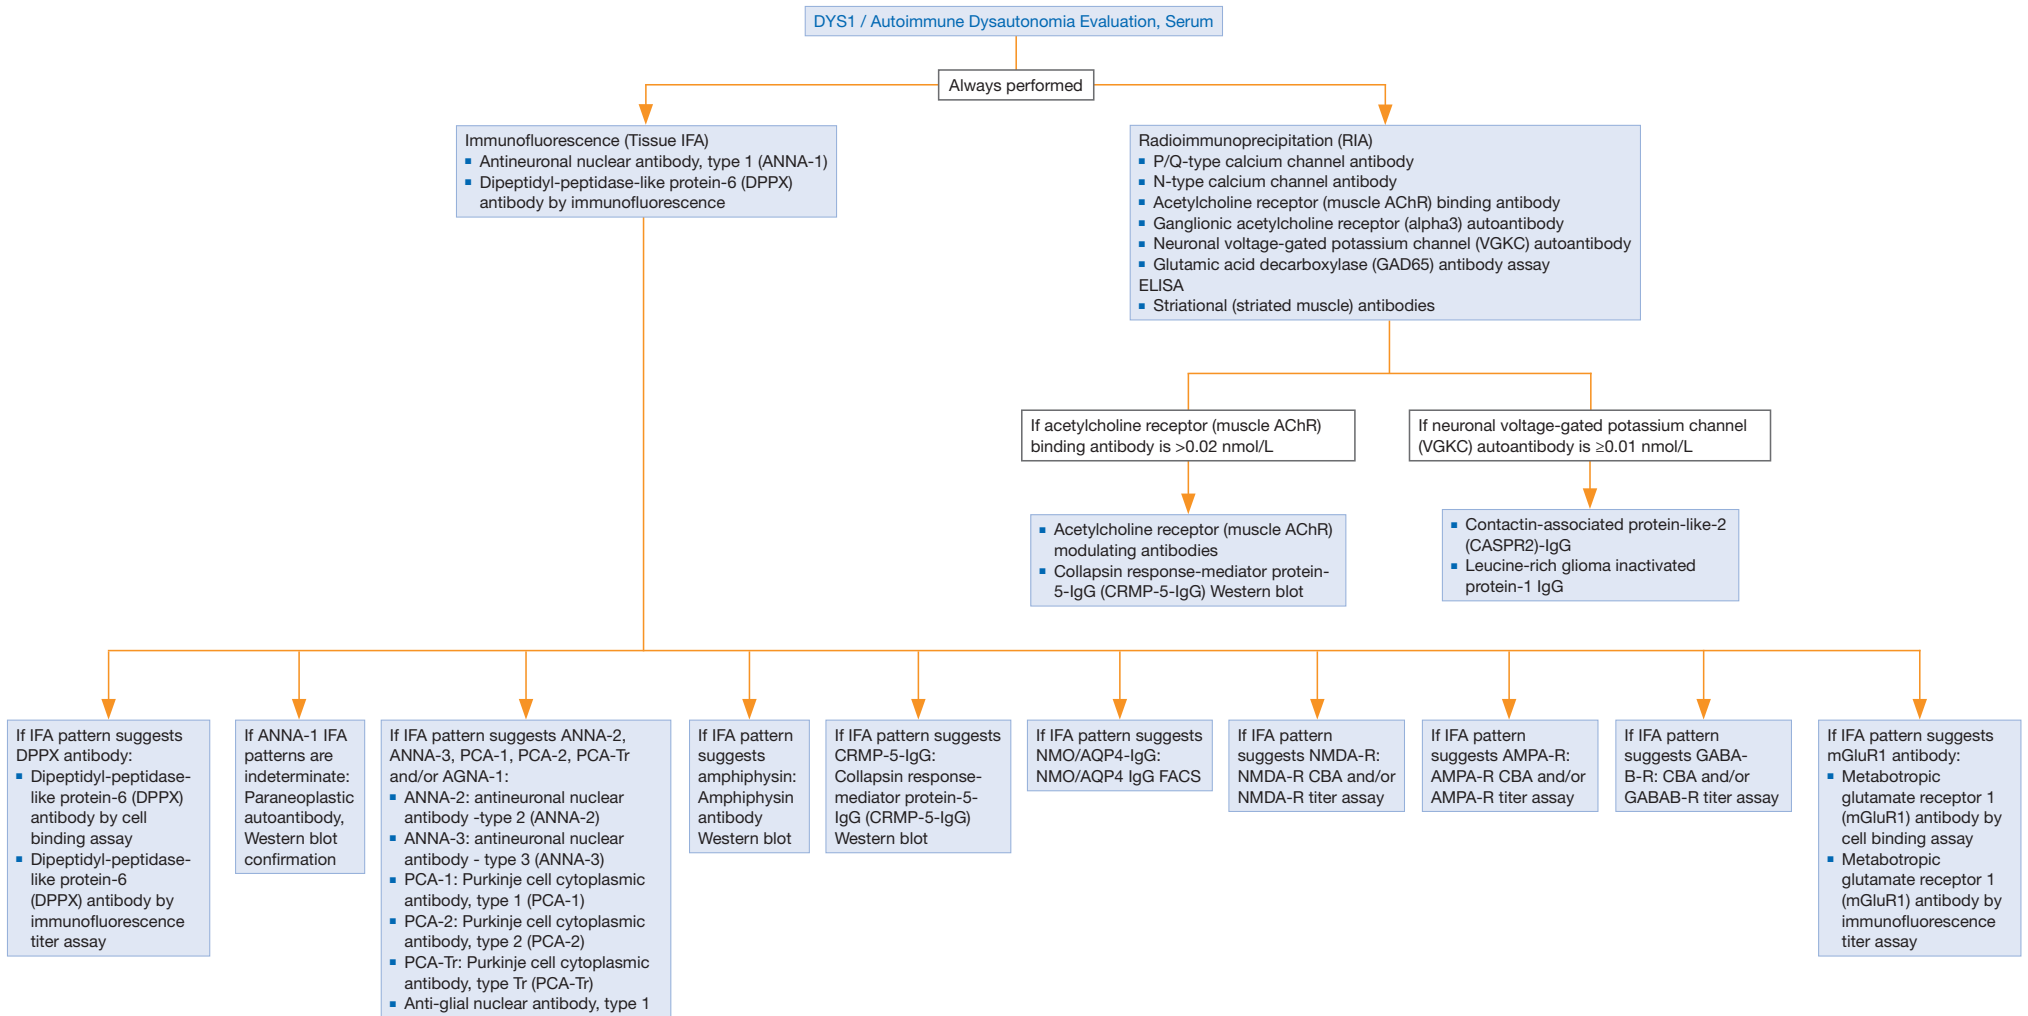 DYS1 / Autoimmune Dysautonomia Evaluation, Serum
Always performed
Immunofluorescence (Tissue IFA)
▪ Antineuronal nuclear antibody, type 1 (ANNA-1)
▪ Dipeptidyl-peptidase-like protein-6 (DPPX)
antibody by immunofluorescence
Radioimmunoprecipitation (RIA)
▪ P/Q-type calcium channel antibody
▪ N-type calcium channel antibody
▪ Acetylcholine receptor (muscle AChR) binding antibody
▪ Ganglionic acetylcholine receptor (alpha3) autoantibody
▪ Neuronal voltage-gated potassium channel (VGKC) autoantibody
▪ Glutamic acid decarboxylase (GAD65) antibody assay
ELISA
▪ Striational (striated muscle) antibodies
If acetylcholine receptor (muscle AChR)
binding antibody is >0.02 nmol/L
If neuronal voltage-gated potassium channel
(VGKC) autoantibody is ≥0.01 nmol/L
▪ Acetylcholine receptor (muscle AChR)
modulating antibodies
▪ Collapsin response-mediator protein-
5-IgG (CRMP-5-IgG) Western blot
▪ Contactin-associated protein-like-2
(CASPR2)-IgG
▪ Leucine-rich glioma inactivated
protein-1 IgG
If IFA pattern suggests
DPPX antibody:
▪ Dipeptidyl-peptidase-
like protein-6 (DPPX)
antibody by cell
binding assay
▪ Dipeptidyl-peptidase-
like protein-6
(DPPX) antibody by
immunofluorescence
titer assay
If ANNA-1 IFA
patterns are
indeterminate:
Paraneoplastic
autoantibody,
Western blot
confirmation
If IFA pattern suggests ANNA-2,
ANNA-3, PCA-1, PCA-2, PCA-Tr
and/or AGNA-1:
▪ ANNA-2: antineuronal nuclear
antibody -type 2 (ANNA-2)
▪ ANNA-3: antineuronal nuclear
antibody - type 3 (ANNA-3)
▪ PCA-1: Purkinje cell cytoplasmic
antibody, type 1 (PCA-1)
▪ PCA-2: Purkinje cell cytoplasmic
antibody, type 2 (PCA-2)
▪ PCA-Tr: Purkinje cell cytoplasmic
antibody, type Tr (PCA-Tr)
▪ Anti-glial nuclear antibody, type 1
If IFA pattern
suggests
amphiphysin:
Amphiphysin
antibody
Western blot
If IFA pattern suggests
CRMP-5-IgG:
Collapsin response-
mediator protein-5-
IgG (CRMP-5-IgG)
Western blot
If IFA pattern suggests
NMO/AQP4-IgG:
NMO/AQP4 IgG FACS
If IFA pattern
suggests NMDA-R:
NMDA-R CBA and/or
NMDA-R titer assay
If IFA pattern
suggests AMPA-R:
AMPA-R CBA and/or
AMPA-R titer assay
If IFA pattern
suggests GABA-
B-R: CBA and/or
GABAB-R titer assay
If IFA pattern suggests
mGluR1 antibody:
▪ Metabotropic
glutamate receptor 1
(mGluR1) antibody by
cell binding assay
▪ Metabotropic
glutamate receptor 1
(mGluR1) antibody by
immunofluorescence
titer assay